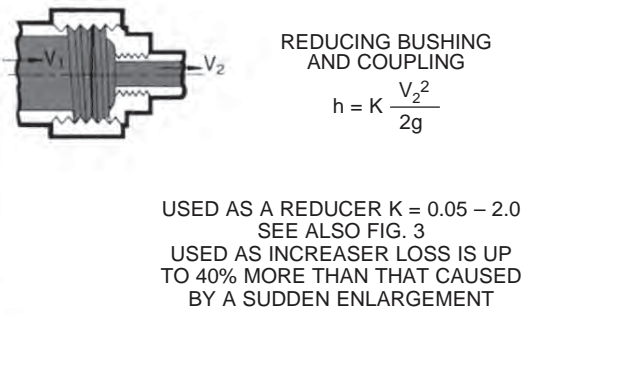 V₁
V₂
REDUCING BUSHING
AND COUPLING
h = K V₂²
2g
USED AS A REDUCER K = 0.05 – 2.0
SEE ALSO FIG. 3
USED AS INCREASER LOSS IS UP
TO 40% MORE THAN THAT CAUSED
BY A SUDDEN ENLARGEMENT